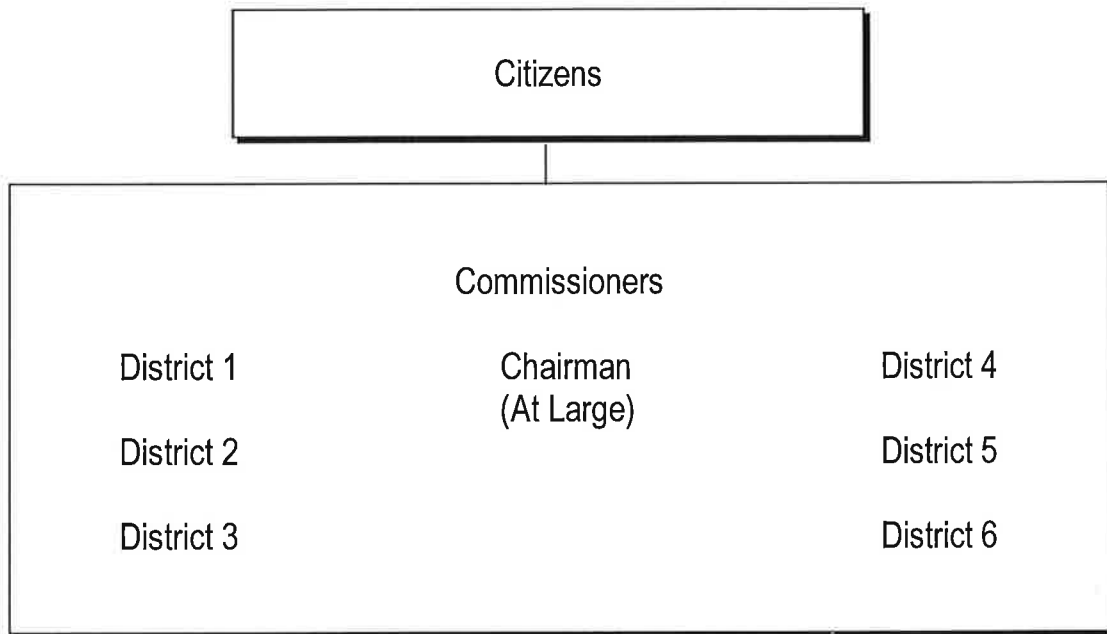 Citizens
Commissioners
District 1
Chairman
(At Large)
District 4
District 2
District 5
District 3
District 6